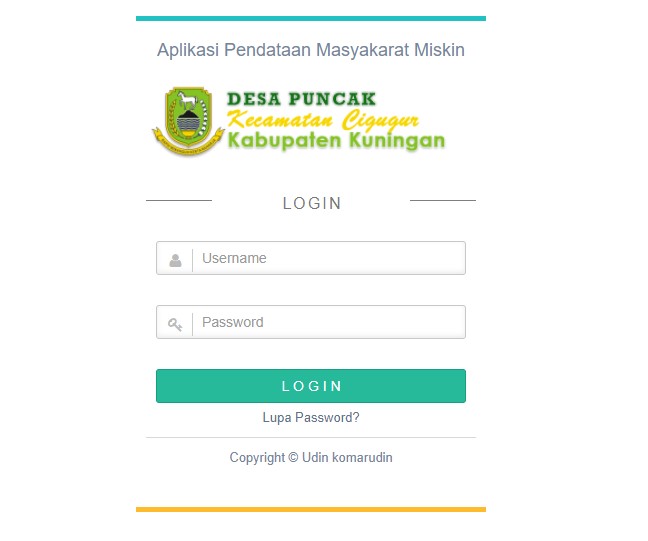 Aplikasi Pendataan Masyakarat Miskin
DESA PUNCAK
Kecamatan Cigugur
Kabupaten Kuningan
LOGIN
Username
Password
LOGIN
Lupa Password?
Copyright © Udin komarudin